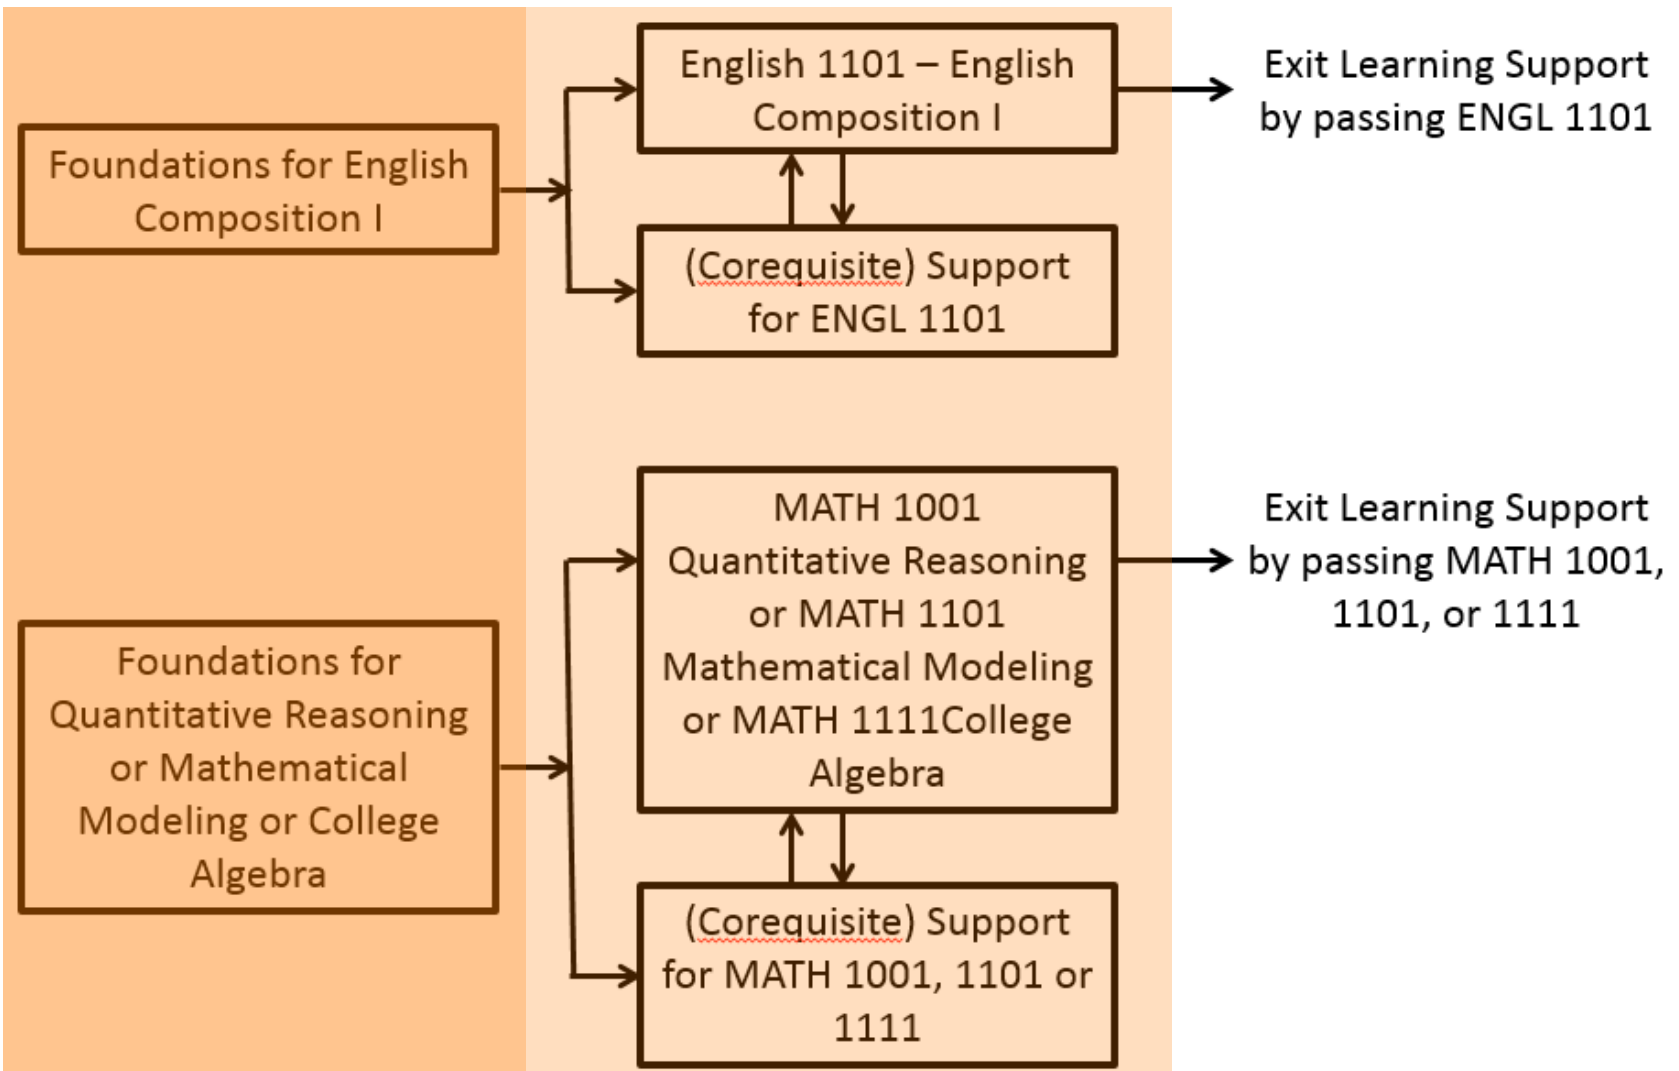 Foundations for English
Composition I
English 1101 – English
Composition I
(Corequisite) Support
for ENGL 1101
Exit Learning Support
by passing ENGL 1101
Foundations for
Quantitative Reasoning
or Mathematical
Modeling or College
Algebra
MATH 1001
Quantitative Reasoning
or MATH 1101
Mathematical Modeling
or MATH 1111College
Algebra
(Corequisite) Support
for MATH 1001, 1101 or
1111
Exit Learning Support
by passing MATH 1001,
1101, or 1111